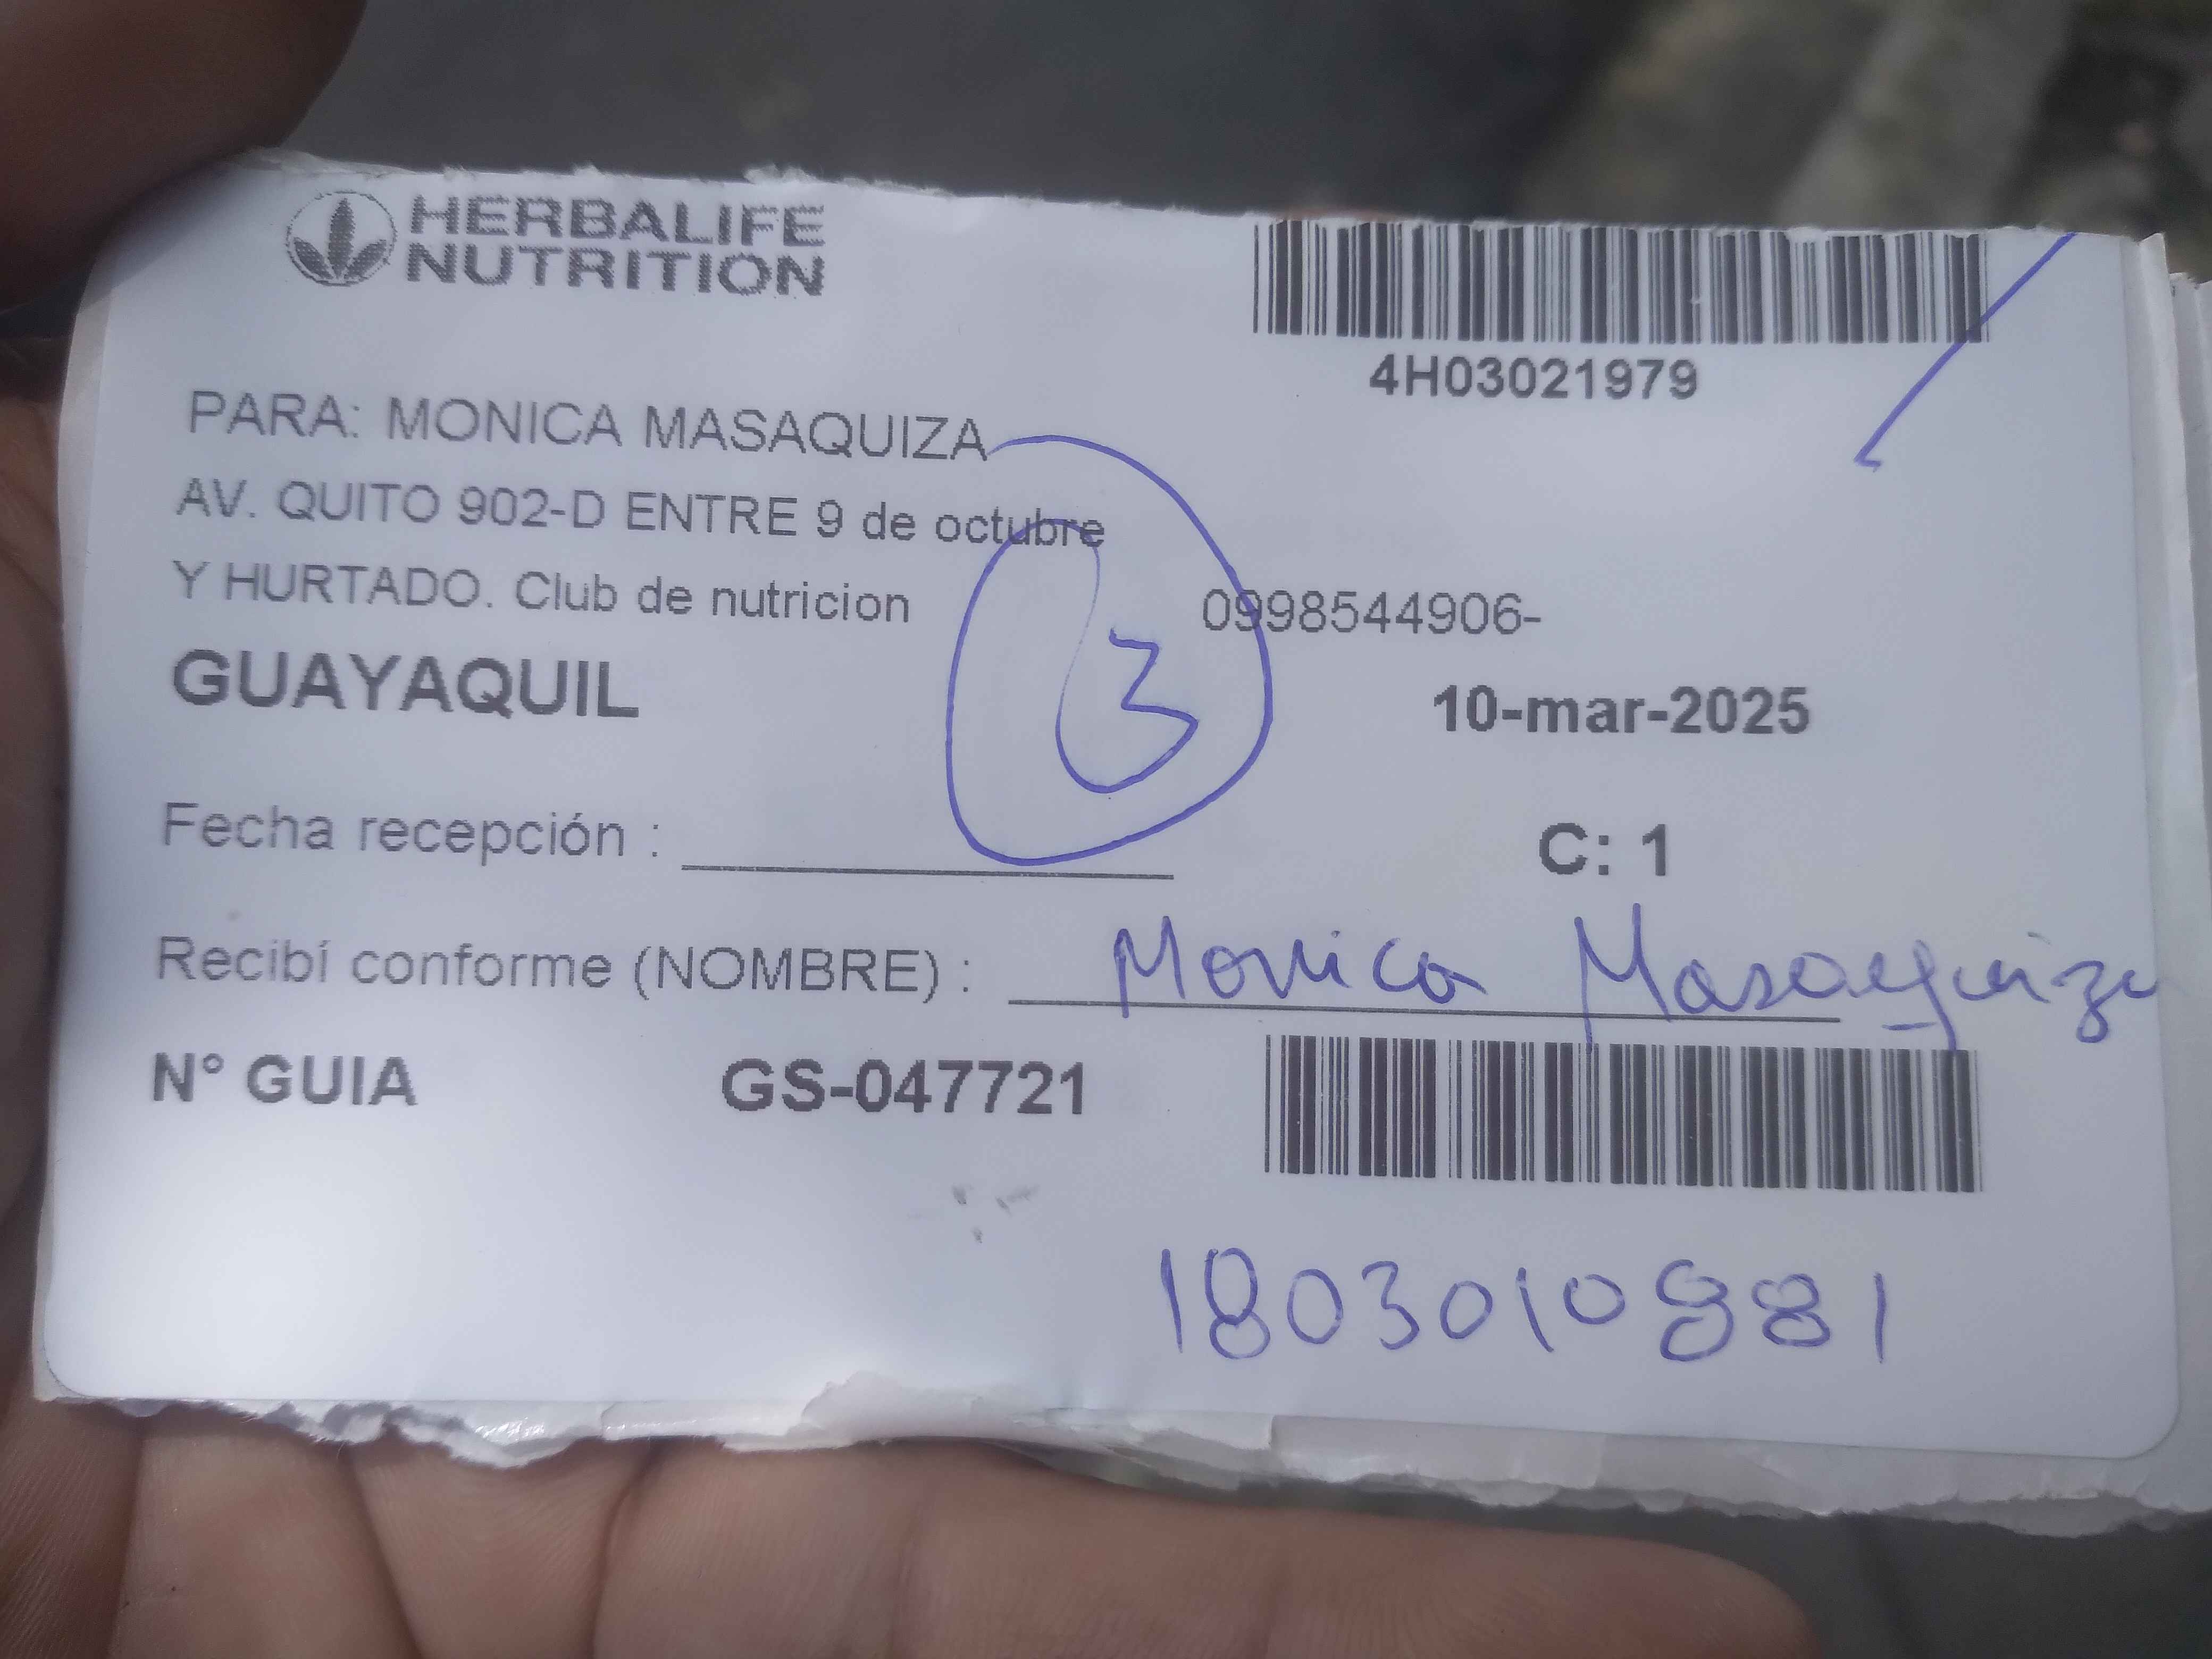 HERBALIFE
NUTRITION
4H03021979
PARA: MONICA MASAQUIZA
AV. QUITO 902-D ENTRE 9 de octubre
Y HURTADO. Club de nutricion 0998544906-
GUAYAQUIL
3
10-mar-2025
Fecha recepción :
C: 1
Recibí conforme (NOMBRE) : Monica Masaquiza
N° GUIA GS-047721
1803010881